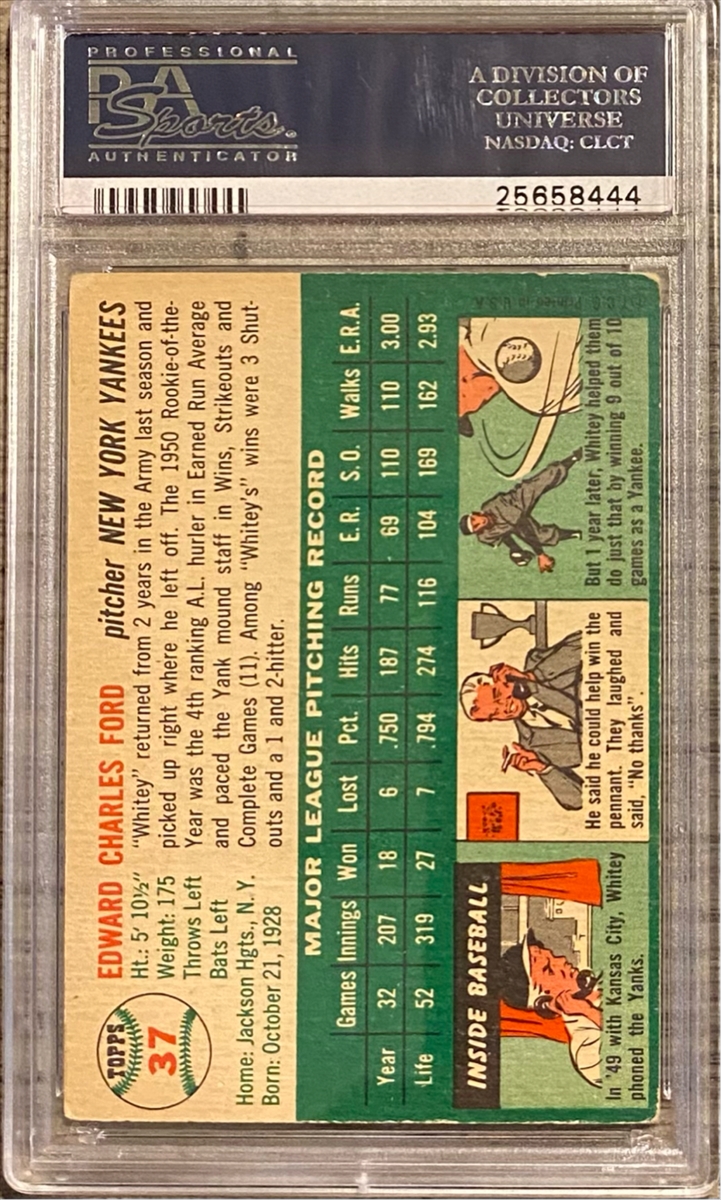 PROFESSIONAL
PSA
Sports
AUTHENTICATOR
A DIVISION OF
COLLECTORS
UNIVERSE
NASDAQ: CLCT
25658444
TOPPS
37
EDWARD CHARLES FORD pitcher NEW YORK YANKEES
Ht.: 5' 10½"
Weight: 175
Throws Left
Bats Left
Home: Jackson Hgts., N. Y.
Born: October 21, 1928
"Whitey" returned from 2 years in the Army last season and
picked up right where he left off. The 1950 Rookie-of-the-
Year was the 4th ranking A.L. hurler in Earned Run Average
and paced the Yank mound staff in Wins, Strikeouts and
Complete Games (11). Among "Whitey's" wins were 3 Shut-
outs and a 1 and 2-hitter.
MAJOR LEAGUE PITCHING RECORD
Games Innings Won Lost Pct. Hits Runs E.R. S.O. Walks E.R.A.
Year 32 207 18 6 .750 187 77 69 110 110 3.00
Life 52 319 27 7 .794 274 116 104 169 162 2.93
INSIDE BASEBALL
In '49 with Kansas City, Whitey
phoned the Yanks.
He said he could help win the
pennant. They laughed and
said, "No thanks".
But 1 year later, Whitey helped them
do just that by winning 9 out of 10
games as a Yankee.
Printed in U.S.A.